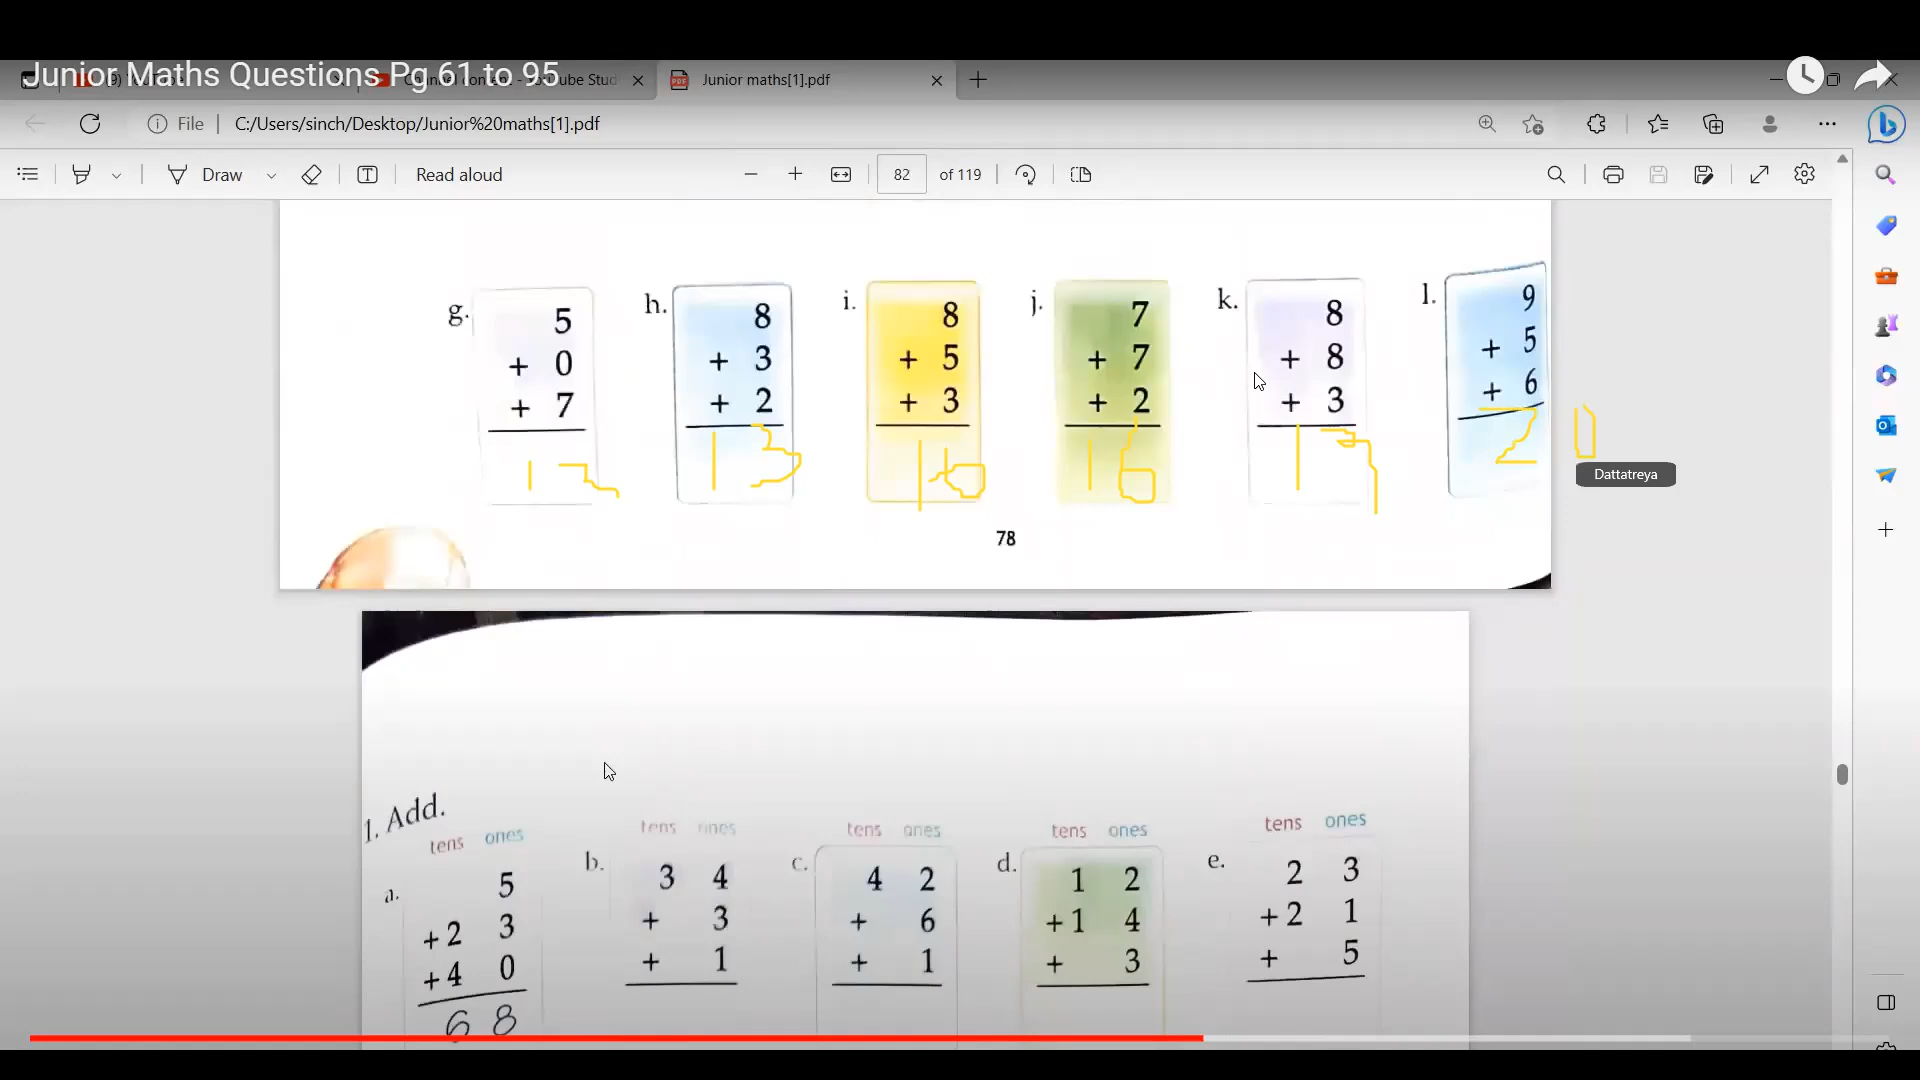 Junior Maths Questions Pg 61 to 95
Junior maths[1].pdf
File
C:/Users/sinch/Desktop/Junior%20maths[1].pdf
Draw
Read aloud
82 of 119
g. 5 h. 8 i. 8 j. 7 k. 8 l. 9
+ 0 + 3 + 5 + 7 + 8 + 5
+ 7 + 2 + 3 + 2 + 3 + 6
12 13 16 16 19 20
Dattatreya
78
1. Add.
tens ones tens ones tens ones tens ones tens ones
a. 5 b. 3 4 c. 4 2 d. 1 2 e. 2 3
+2 3 + 3 + 6 +1 4 +2 1
+4 0 + 1 + 1 + 3 + 5
6 8